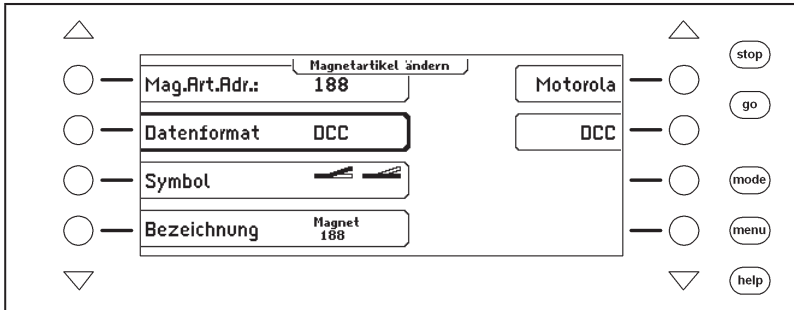 Magnetartikel ändern
Mag.Art.Adr.: 188
Motorola
Datenformat DCC
DCC
Symbol
Bezeichnung Magnet 188
stop
go
mode
menu
help